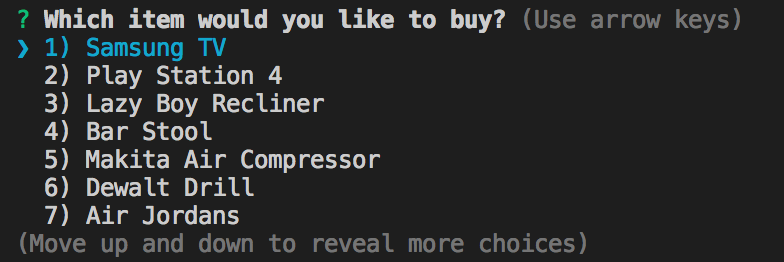 ? Which item would you like to buy? (Use arrow keys)
❯ 1) Samsung TV
2) Play Station 4
3) Lazy Boy Recliner
4) Bar Stool
5) Makita Air Compressor
6) Dewalt Drill
7) Air Jordans
(Move up and down to reveal more choices)